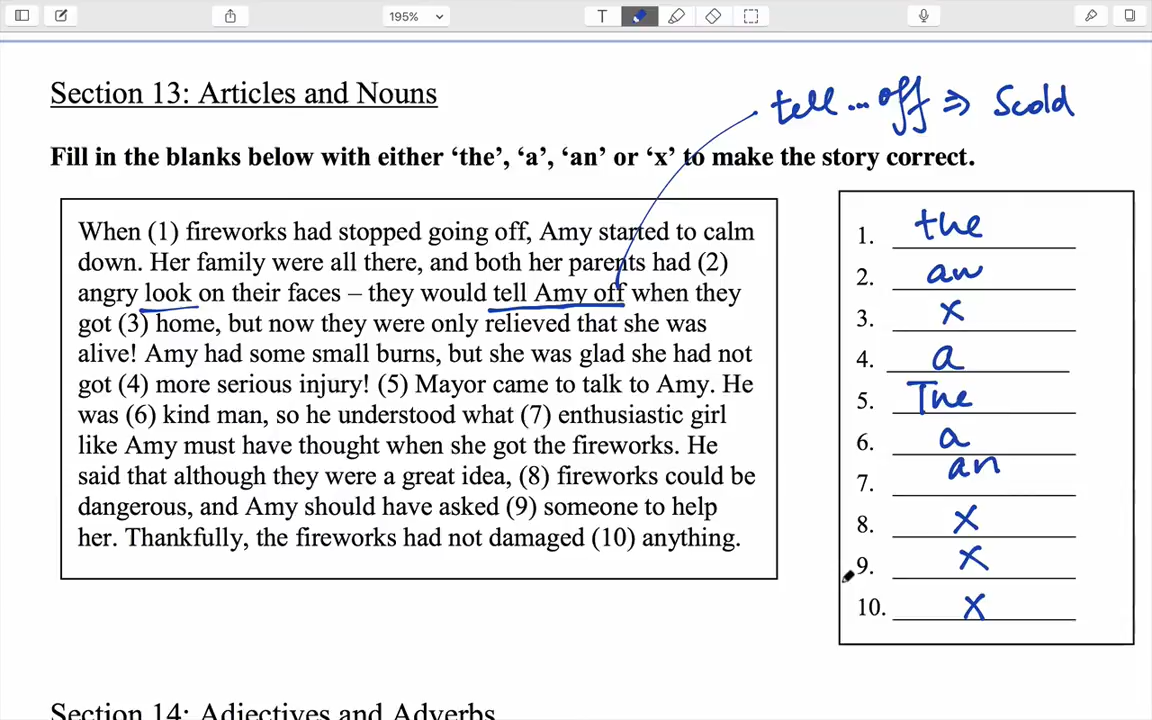 195%
T
Section 13: Articles and Nouns
tell ... off ⇒ Scold
Fill in the blanks below with either ‘the’, ‘a’, ‘an’ or ‘x’ to make the story correct.
When (1) fireworks had stopped going off, Amy started to calm
down. Her family were all there, and both her parents had (2)
angry look on their faces – they would tell Amy off when they
got (3) home, but now they were only relieved that she was
alive! Amy had some small burns, but she was glad she had not
got (4) more serious injury! (5) Mayor came to talk to Amy. He
was (6) kind man, so he understood what (7) enthusiastic girl
like Amy must have thought when she got the fireworks. He
said that although they were a great idea, (8) fireworks could be
dangerous, and Amy should have asked (9) someone to help
her. Thankfully, the fireworks had not damaged (10) anything.
1. the
2. an
3. x
4. a
5. The
6. a
7. an
8. x
9. x
10. x
Section 14: Adjectives and Adverbs